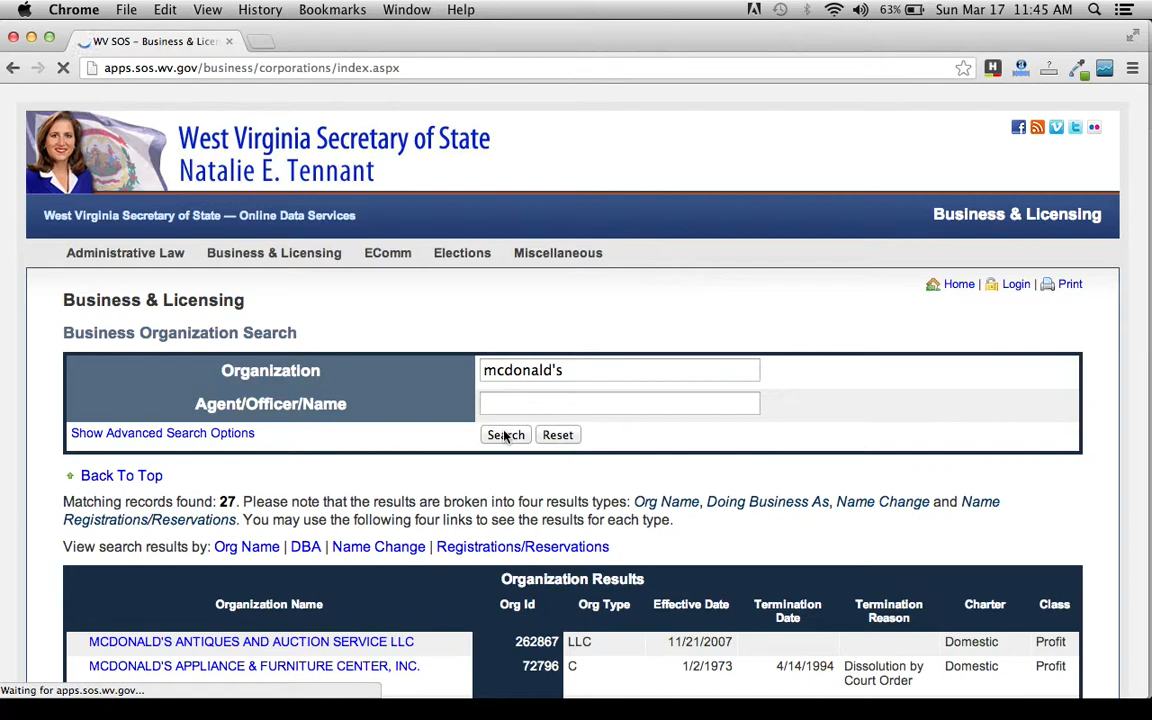 Chrome File Edit View History Bookmarks Window Help 63% Sun Mar 17 11:45 AM
WV SOS – Business & Licen
apps.sos.wv.gov/business/corporations/index.aspx
West Virginia Secretary of State
Natalie E. Tennant
West Virginia Secretary of State — Online Data Services
Business & Licensing
Administrative Law Business & Licensing EComm Elections Miscellaneous
Home | Login | Print
Business & Licensing
Business Organization Search
Organization mcdonald's
Agent/Officer/Name
Show Advanced Search Options Search Reset
Back To Top
Matching records found: 27. Please note that the results are broken into four results types: Org Name, Doing Business As, Name Change and Name
Registrations/Reservations. You may use the following four links to see the results for each type.
View search results by: Org Name | DBA | Name Change | Registrations/Reservations
Organization Results
Organization Name Org Id Org Type Effective Date Termination Date Termination Reason Charter Class
MCDONALD'S ANTIQUES AND AUCTION SERVICE LLC 262867 LLC 11/21/2007 Domestic Profit
MCDONALD'S APPLIANCE & FURNITURE CENTER, INC. 72796 C 1/2/1973 4/14/1994 Dissolution by Court Order Domestic Profit
Waiting for apps.sos.wv.gov...